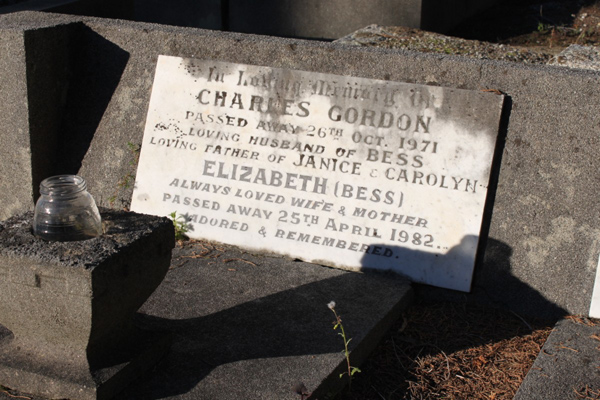 In Loving Memory Of
CHARLES GORDON
PASSED AWAY 26TH OCT. 1971
LOVING HUSBAND OF BESS
LOVING FATHER OF JANICE & CAROLYN
ELIZABETH (BESS)
ALWAYS LOVED WIFE & MOTHER
PASSED AWAY 25TH APRIL 1982.
ADORED & REMEMBERED.